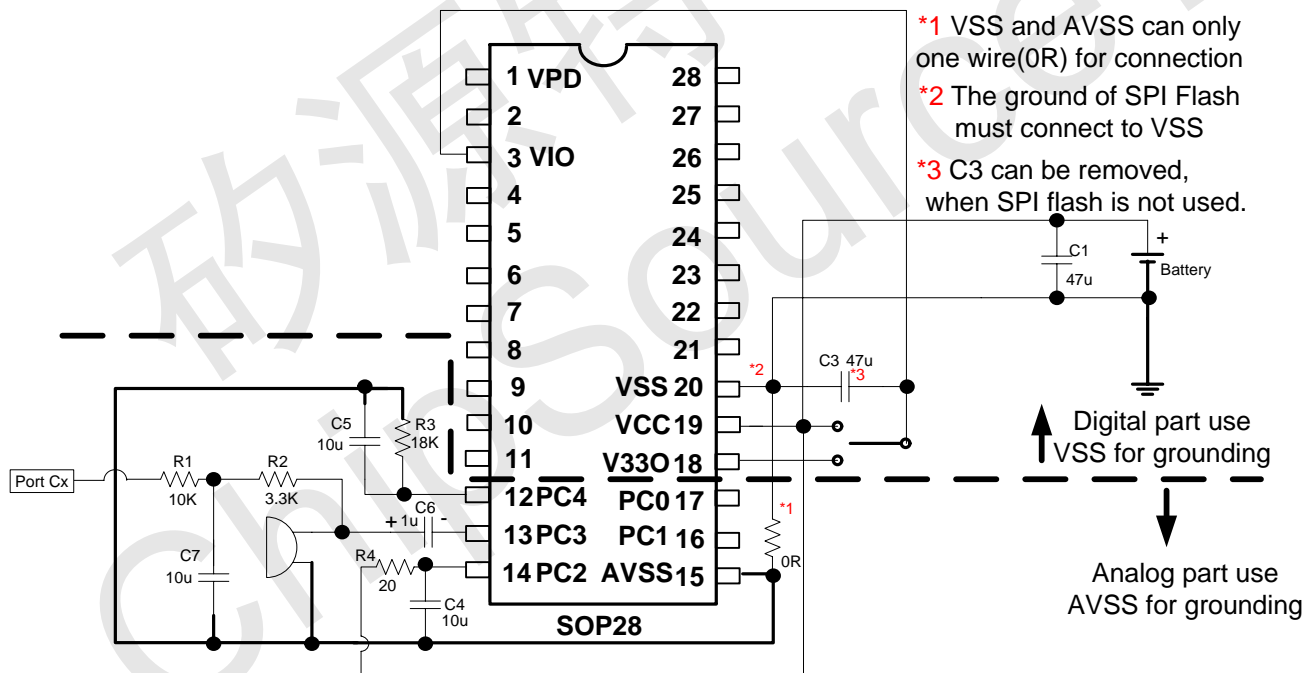 *1 VSS and AVSS can only
one wire(0R) for connection
*2 The ground of SPI Flash
must connect to VSS
*3 C3 can be removed,
when SPI flash is not used.
1 VPD
2
3 VIO
4
5
6
7
8
9
10
11
12 PC4
13 PC3
14 PC2
28
27
26
25
24
23
22
21
VSS 20
VCC 19
V33O 18
PC0 17
PC1 16
AVSS 15
SOP28
C1
47u
+
Battery
*2
C3 47u
*3
Digital part use
VSS for grounding
*1
0R
Analog part use
AVSS for grounding
Port Cx
R1
10K
R2
3.3K
C5
10u
R3
18K
C6
+ 1u -
C7
10u
R4
20
C4
10u
矽源特
ChipSource